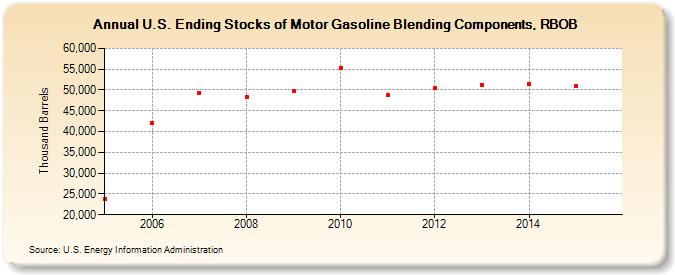 Annual U.S. Ending Stocks of Motor Gasoline Blending Components, RBOB
Thousand Barrels
60,000
55,000
50,000
45,000
40,000
35,000
30,000
25,000
20,000
2006 2008 2010 2012 2014
Source: U.S. Energy Information Administration